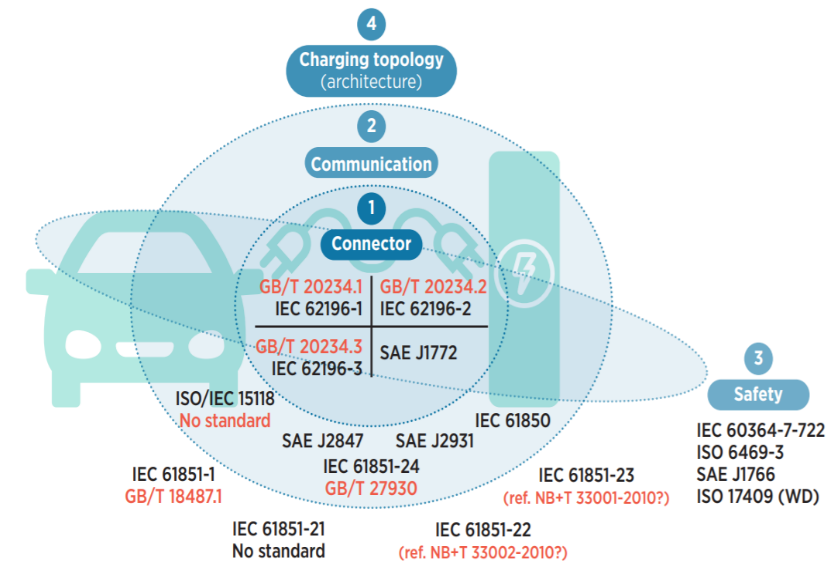 4
Charging topology
(architecture)
2
Communication
1
Connector
GB/T 20234.1
IEC 62196-1
GB/T 20234.2
IEC 62196-2
GB/T 20234.3
IEC 62196-3
SAE J1772
ISO/IEC 15118
No standard
SAE J2847
SAE J2931
IEC 61850
IEC 61851-24
GB/T 27930
IEC 61851-1
GB/T 18487.1
IEC 61851-23
(ref. NB+T 33001-2010?)
IEC 61851-21
No standard
IEC 61851-22
(ref. NB+T 33002-2010?)
3
Safety
IEC 60364-7-722
ISO 6469-3
SAE J1766
ISO 17409 (WD)